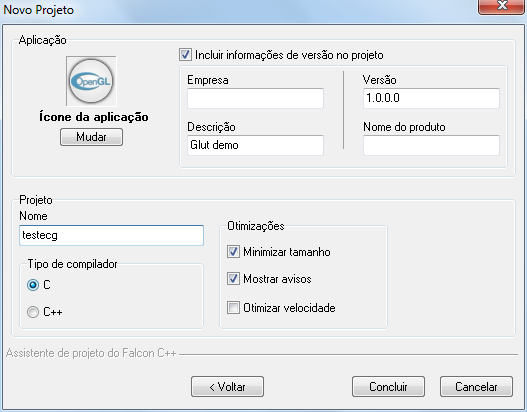 Novo Projeto
Aplicação
OpenGL
Ícone da aplicação
Mudar
Incluir informações de versão no projeto
Empresa
Versão
1.0.0.0
Descrição
Nome do produto
Glut demo
Projeto
Nome
testecg
Tipo de compilador
C
C++
Otimizações
Minimizar tamanho
Mostrar avisos
Otimizar velocidade
Assistente de projeto do Falcon C++
< Voltar
Concluir
Cancelar